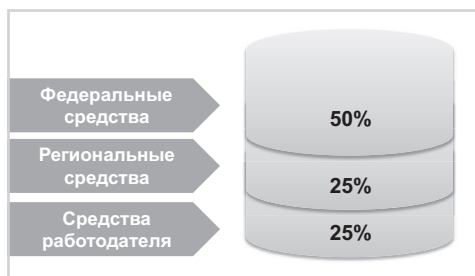 Федеральные
средства
50%
Региональные
средства
25%
Средства
работодателя
25%